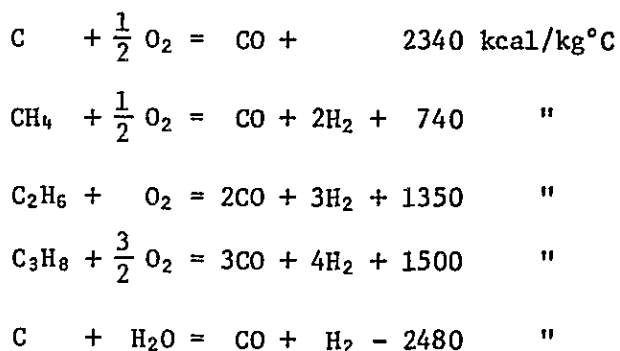 C + 1/2 O₂ = CO + 2340 kcal/kg°C
CH₄ + 1/2 O₂ = CO + 2H₂ + 740 "
C₂H₆ + O₂ = 2CO + 3H₂ + 1350 "
C₃H₈ + 3/2 O₂ = 3CO + 4H₂ + 1500 "
C + H₂O = CO + H₂ - 2480 "